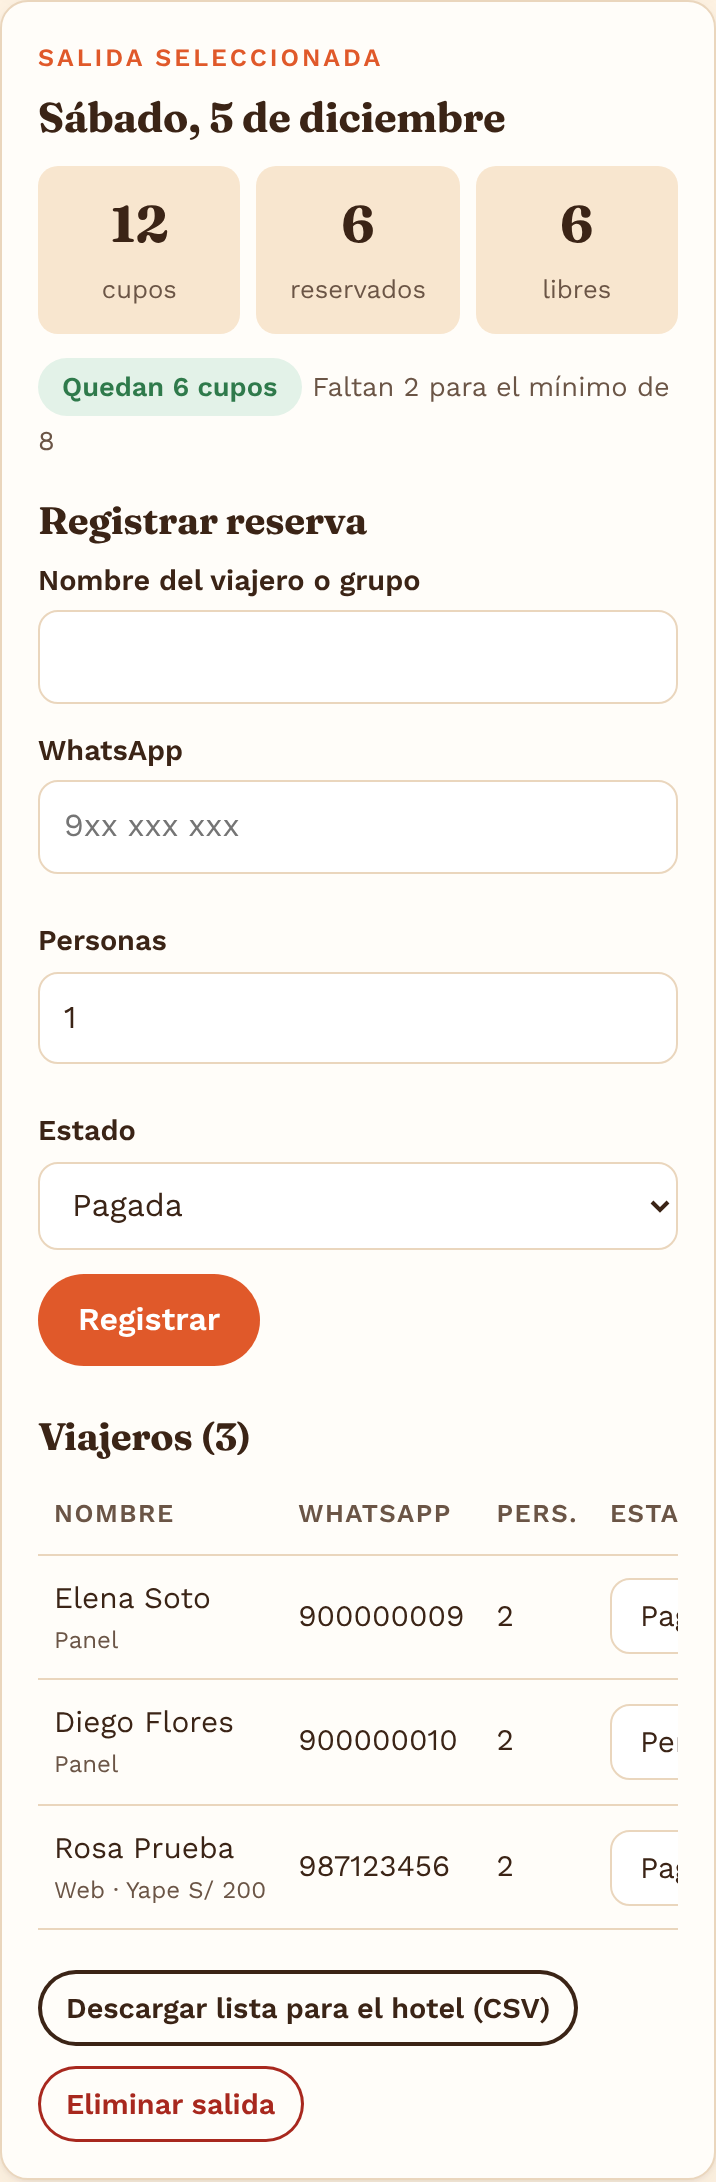 SALIDA SELECCIONADA
Sábado, 5 de diciembre
12 6 6
cupos reservados libres
Quedan 6 cupos Faltan 2 para el mínimo de
8
Registrar reserva
Nombre del viajero o grupo
WhatsApp
9xx xxx xxx
Personas
1
Estado
Pagada
Registrar
Viajeros (3)
NOMBRE WHATSAPP PERS.
Elena Soto 900000009 2
Panel
Diego Flores 900000010 2
Panel
Rosa Prueba 987123456 2
Web · Yape S/ 200
Descargar lista para el hotel (CSV)
Eliminar salida